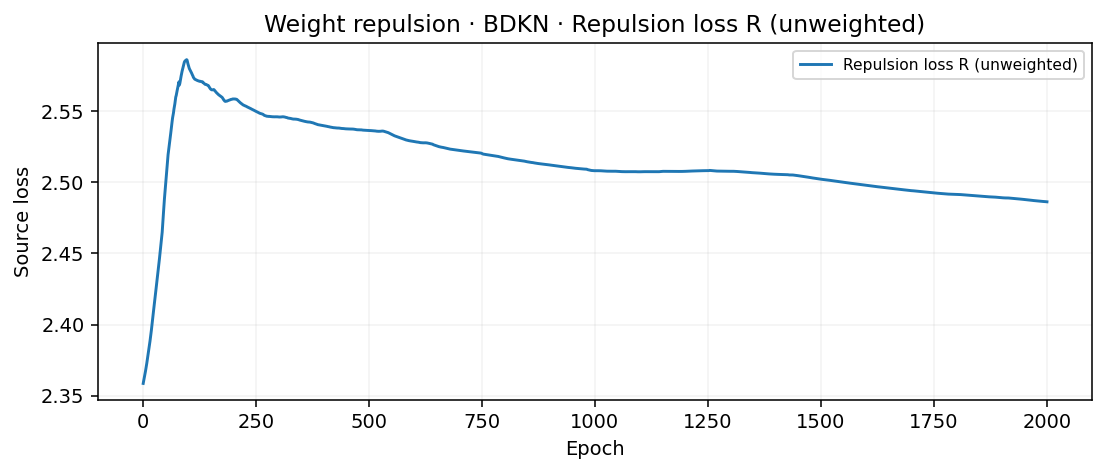 Weight repulsion · BDKN · Repulsion loss R (unweighted)
Repulsion loss R (unweighted)
Source loss
2.55
2.50
2.45
2.40
2.35
0 250 500 750 1000 1250 1500 1750 2000
Epoch